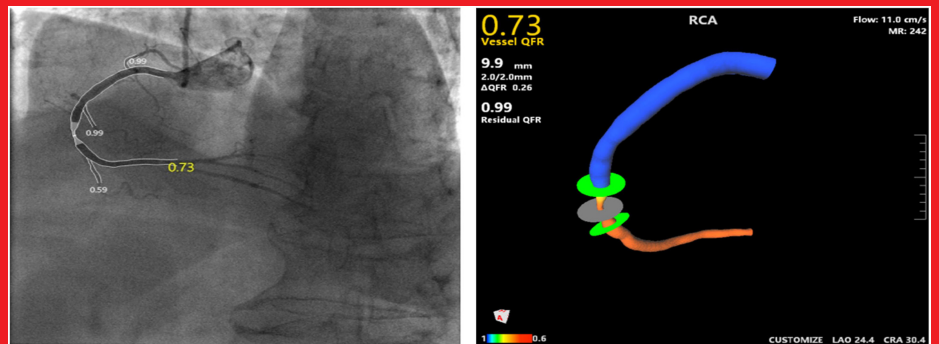 0.99
0.99
0.73
0.59
0.73
Vessel QFR
9.9 mm
2.0/2.0mm
ΔQFR 0.26
0.99
Residual QFR
RCA
Flow: 11.0 cm/s
MR: 242
A
1 0.6
CUSTOMIZE LAO 24.4 CRA 30.4